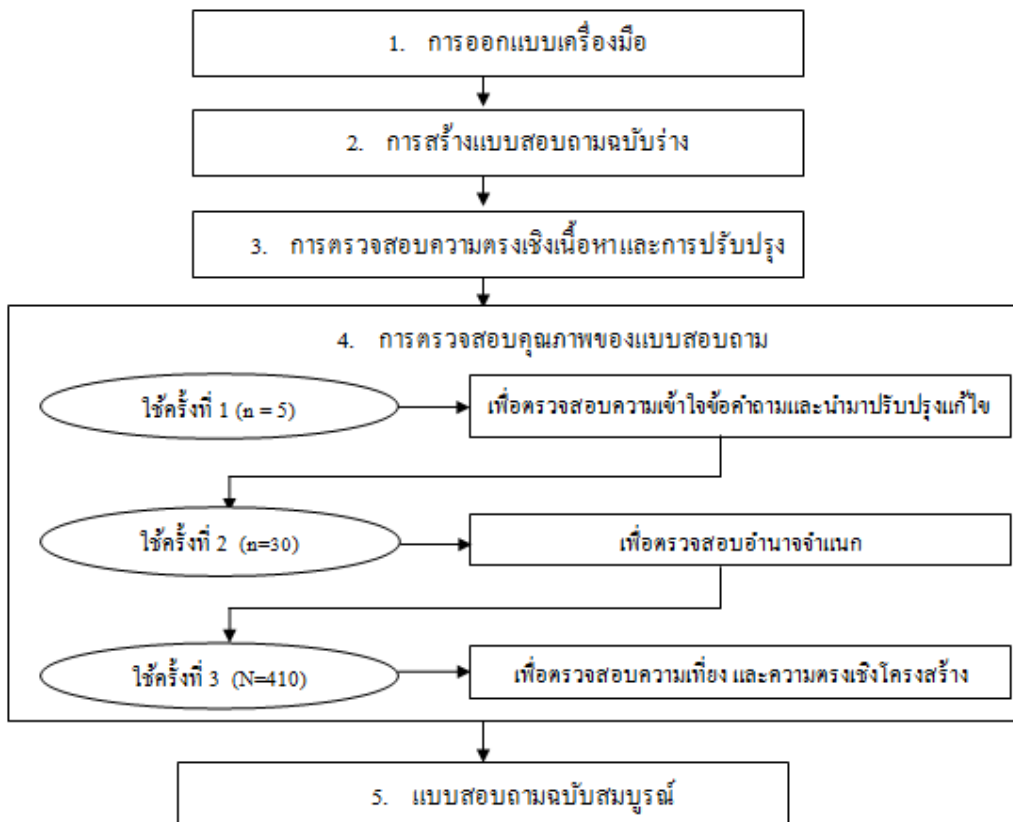 1. การออกแบบเครื่องมือ
2. การสร้างแบบสอบถามฉบับร่าง
3. การตรวจสอบความตรงเชิงเนื้อหาและการปรับปรุง
4. การตรวจสอบคุณภาพของแบบสอบถาม
ใช้ครั้งที่ 1 (n = 5)
เพื่อตรวจสอบความเข้าใจข้อคำถามและนำมาปรับปรุงแก้ไข
ใช้ครั้งที่ 2 (n=30)
เพื่อตรวจสอบอำนาจจำแนก
ใช้ครั้งที่ 3 (N=410)
เพื่อตรวจสอบความเที่ยง และความตรงเชิงโครงสร้าง
5. แบบสอบถามฉบับสมบูรณ์